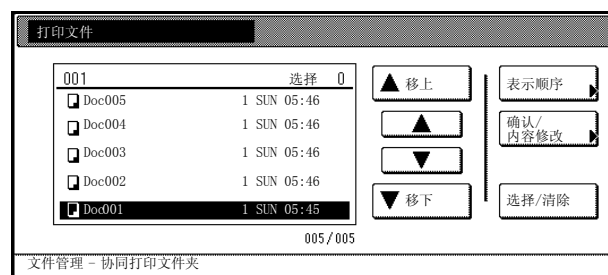 打印文件
001 选择 0
Doc005 1 SUN 05:46
Doc004 1 SUN 05:46
Doc003 1 SUN 05:46
Doc002 1 SUN 05:46
Doc001 1 SUN 05:45
005/005
移上
移下
表示顺序
确认/
内容修改
选择/清除
文件管理 - 协同打印文件夹